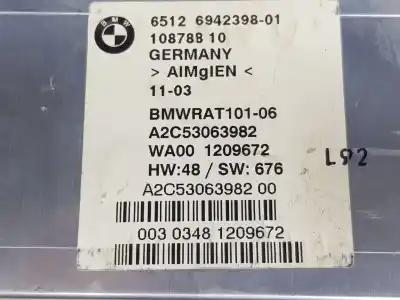 BMW
6512 6942398-01
108788 10
GERMANY
> AlMgIEN <
11-03
BMWRAT101-06
A2C53063982
WA00 1209672
HW:48 / SW: 676
L92
A2C53063982 00
003 0348 1209672